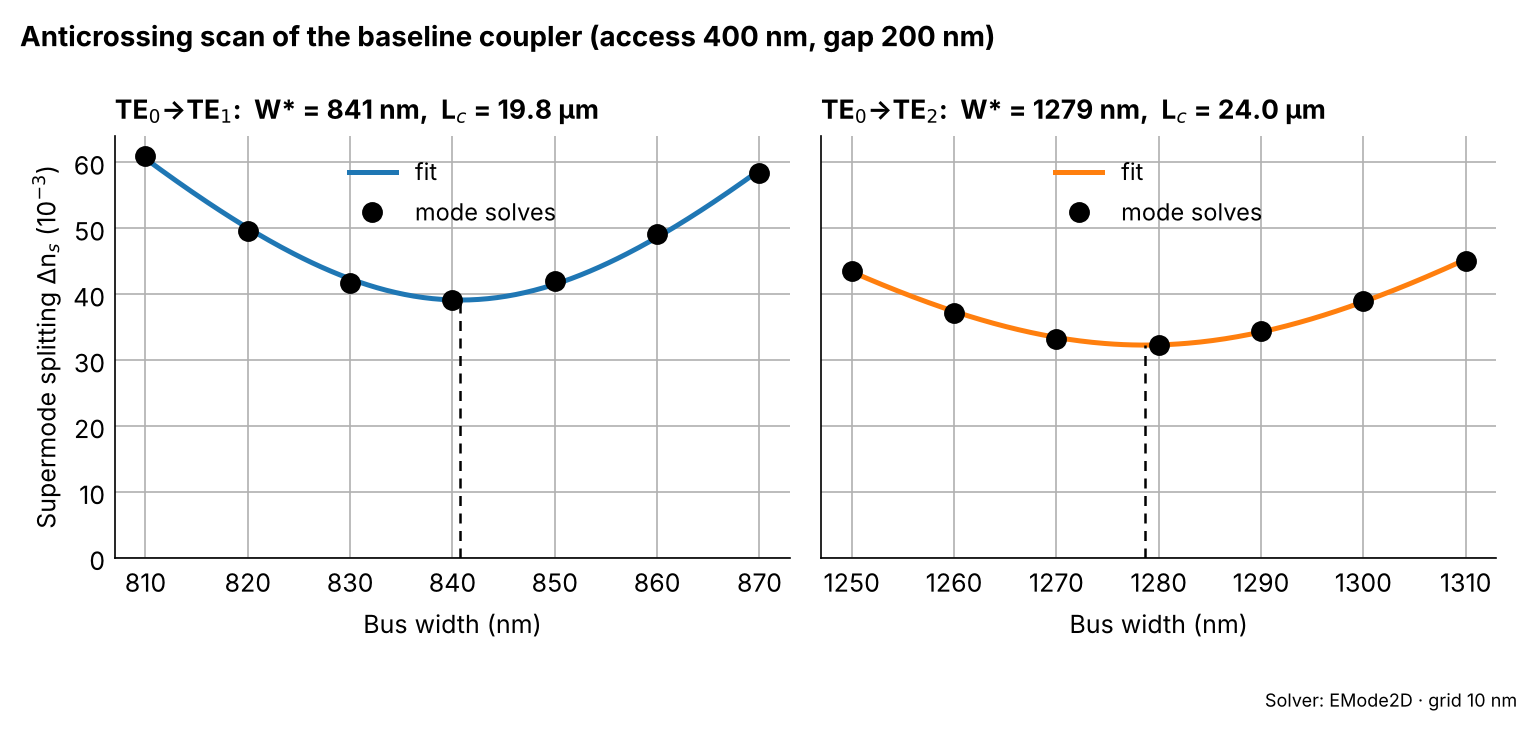 Anticrossing scan of the baseline coupler (access 400 nm, gap 200 nm)
TE₀→TE₁: W* = 841 nm, L_c = 19.8 µm
Supermode splitting Δnₛ (10⁻³)
60
50
40
30
20
10
0
fit
mode solves
810 820 830 840 850 860 870
Bus width (nm)
TE₀→TE₂: W* = 1279 nm, L_c = 24.0 µm
fit
mode solves
1250 1260 1270 1280 1290 1300 1310
Bus width (nm)
Solver: EMode2D · grid 10 nm